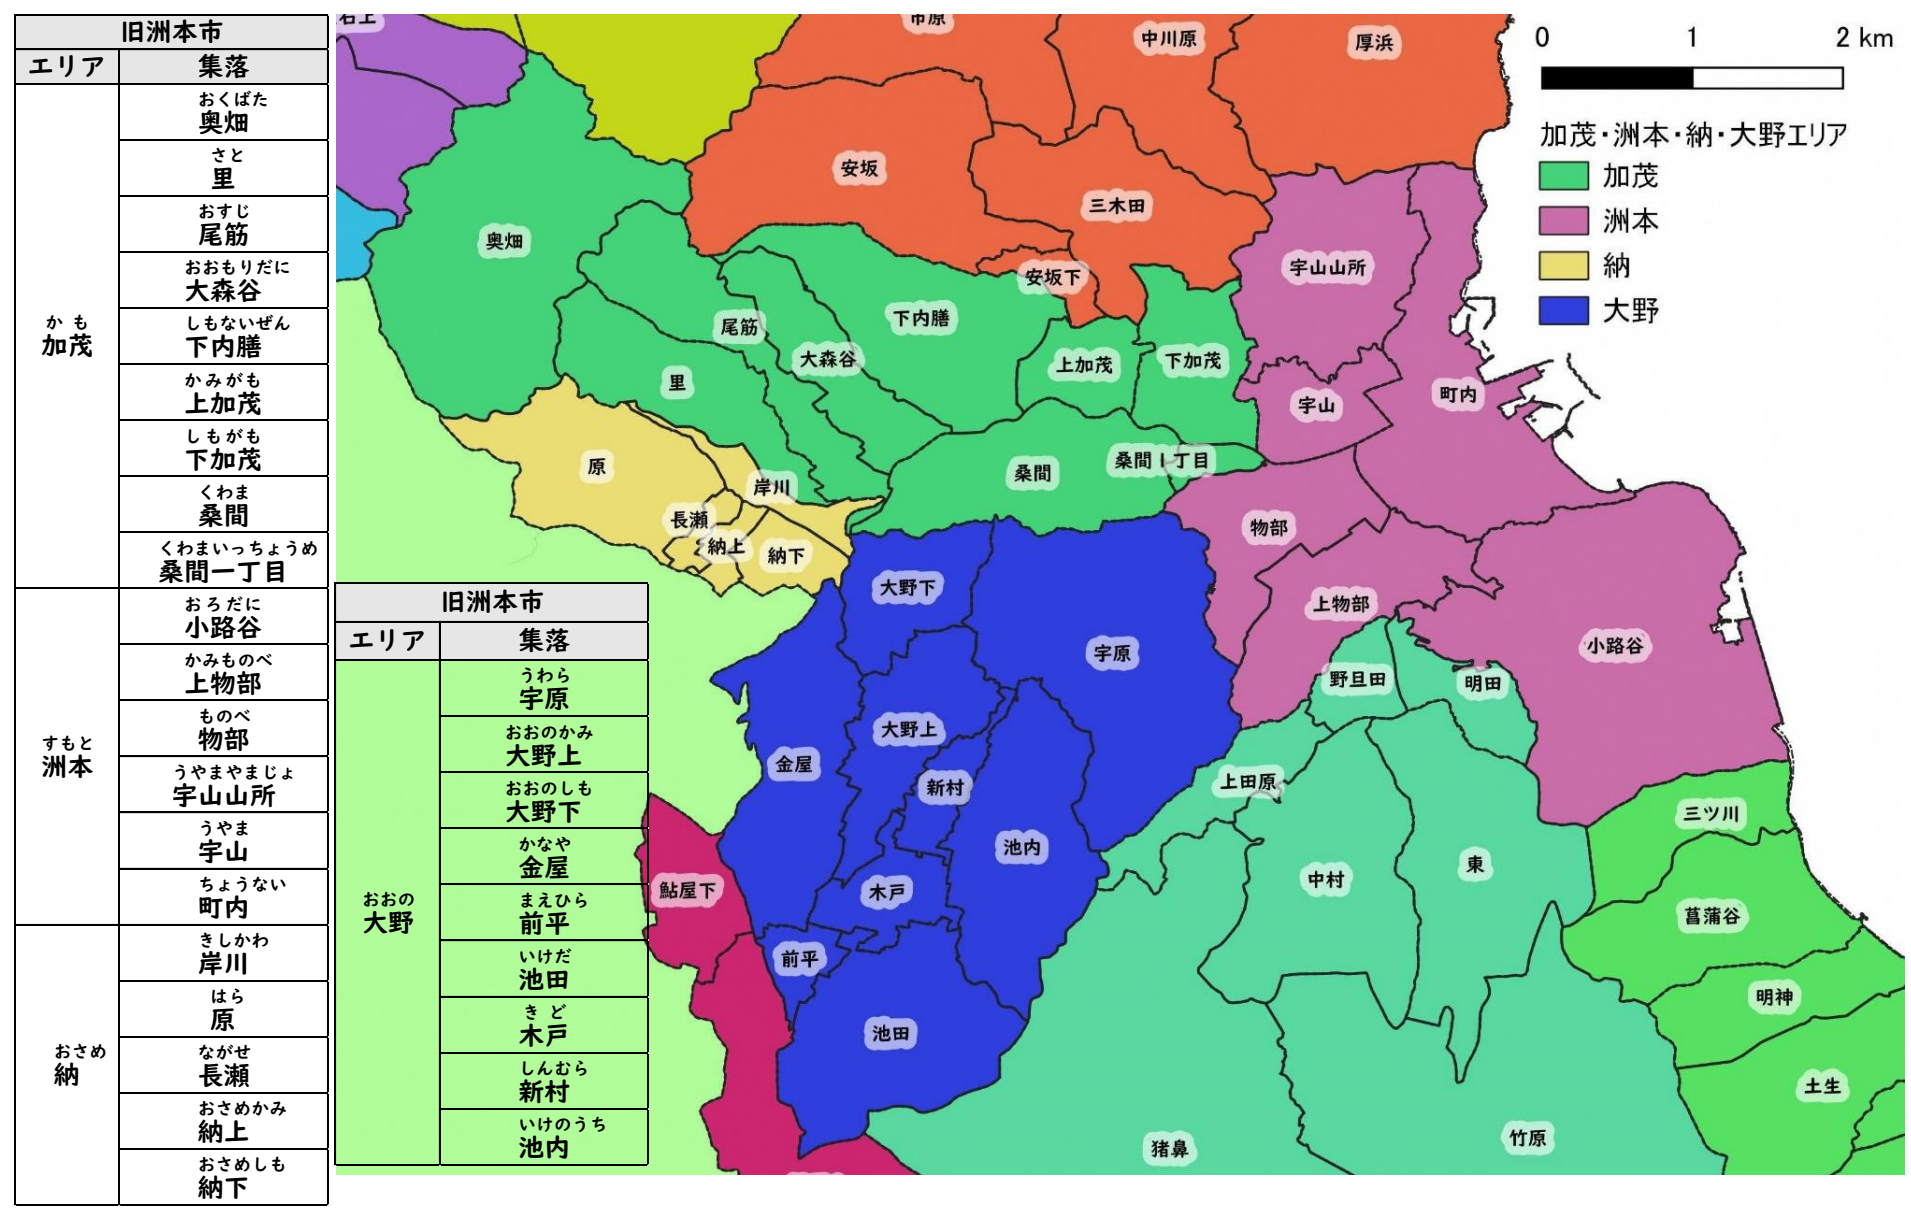 旧洲本市
エリア
集落
かも
加茂
おくばた
奥畑
さと
里
おすじ
尾筋
おおもりだに
大森谷
しもないぜん
下内膳
かみがも
上加茂
しもがも
下加茂
くわま
桑間
くわまいっちょうめ
桑間一丁目
すもと
洲本
おろだに
小路谷
かみものべ
上物部
ものべ
物部
うやまやまじょ
宇山山所
うやま
宇山
ちょうない
町内
おさめ
納
きしかわ
岸川
はら
原
ながせ
長瀬
おさめかみ
納上
おさめしも
納下
旧洲本市
エリア
集落
おおの
大野
うわら
宇原
おおのかみ
大野上
おおのしも
大野下
かなや
金屋
まえひら
前平
いけだ
池田
きど
木戸
しんむら
新村
いけのうち
池内
0 1 2 km
加茂・洲本・納・大野エリア
加茂
洲本
納
大野
石上
市原
中川原
厚浜
安坂
三木田
奥畑
安坂下
宇山山所
尾筋
下内膳
大森谷
上加茂
下加茂
里
宇山
町内
原
岸川
桑間
桑間1丁目
長瀬
納上
納下
物部
大野下
上物部
宇原
小路谷
野旦田
明田
大野上
金屋
新村
上田原
三ツ川
池内
鮎屋下
木戸
中村
東
菖蒲谷
前平
明神
池田
土生
猪鼻
竹原